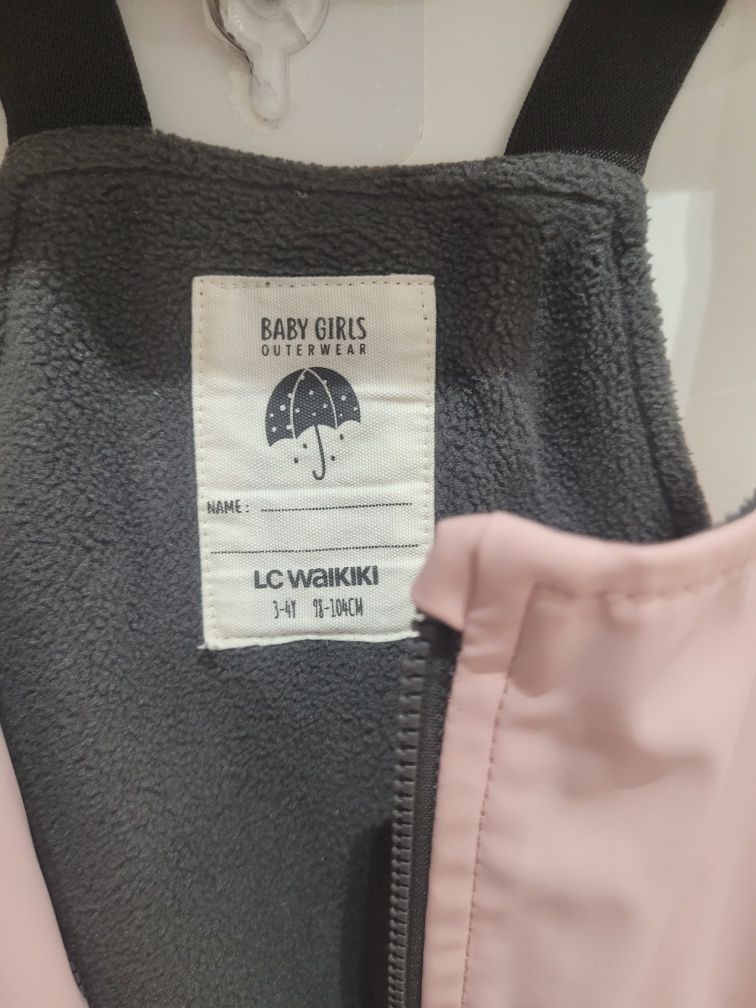 BABY GIRLS
OUTERWEAR
NAME:
LC WAIKIKI
3-4Y 98-104CM